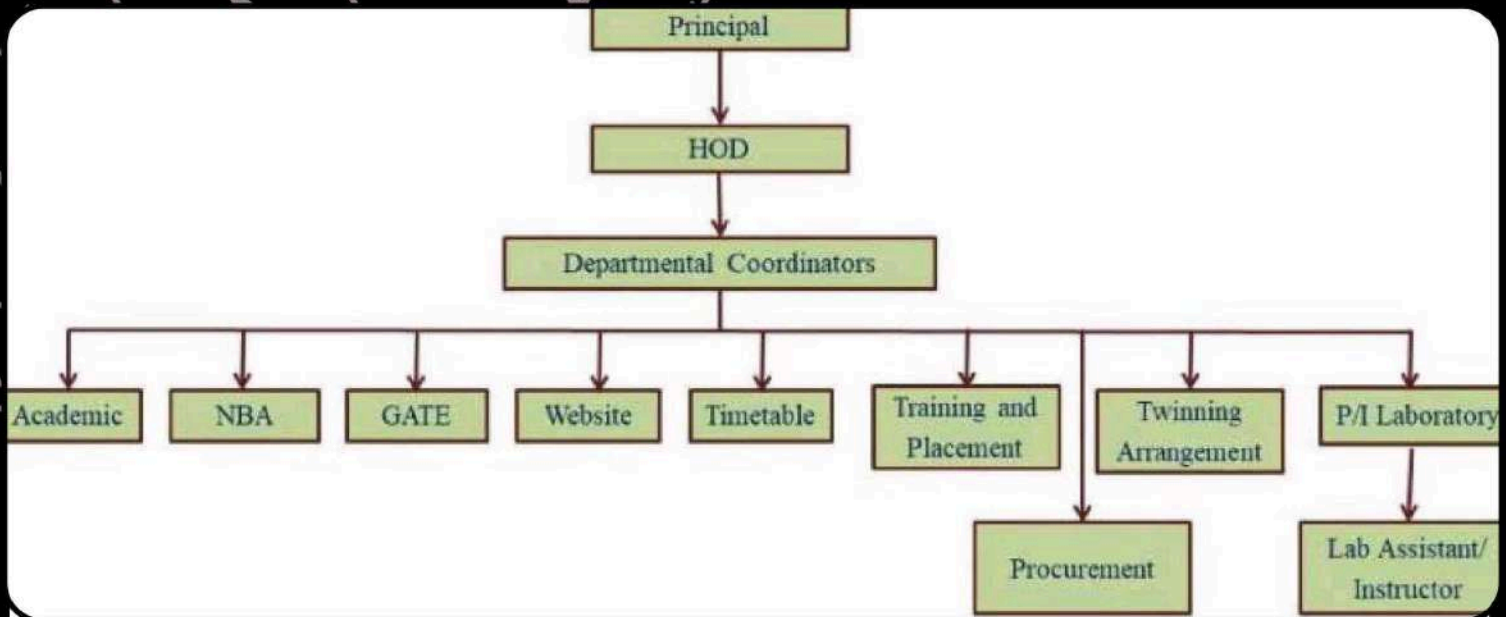 Principal
HOD
Departmental Coordinators
Academic
NBA
GATE
Website
Timetable
Training and
Placement
Twinning
Arrangement
P/I Laboratory
Procurement
Lab Assistant/
Instructor